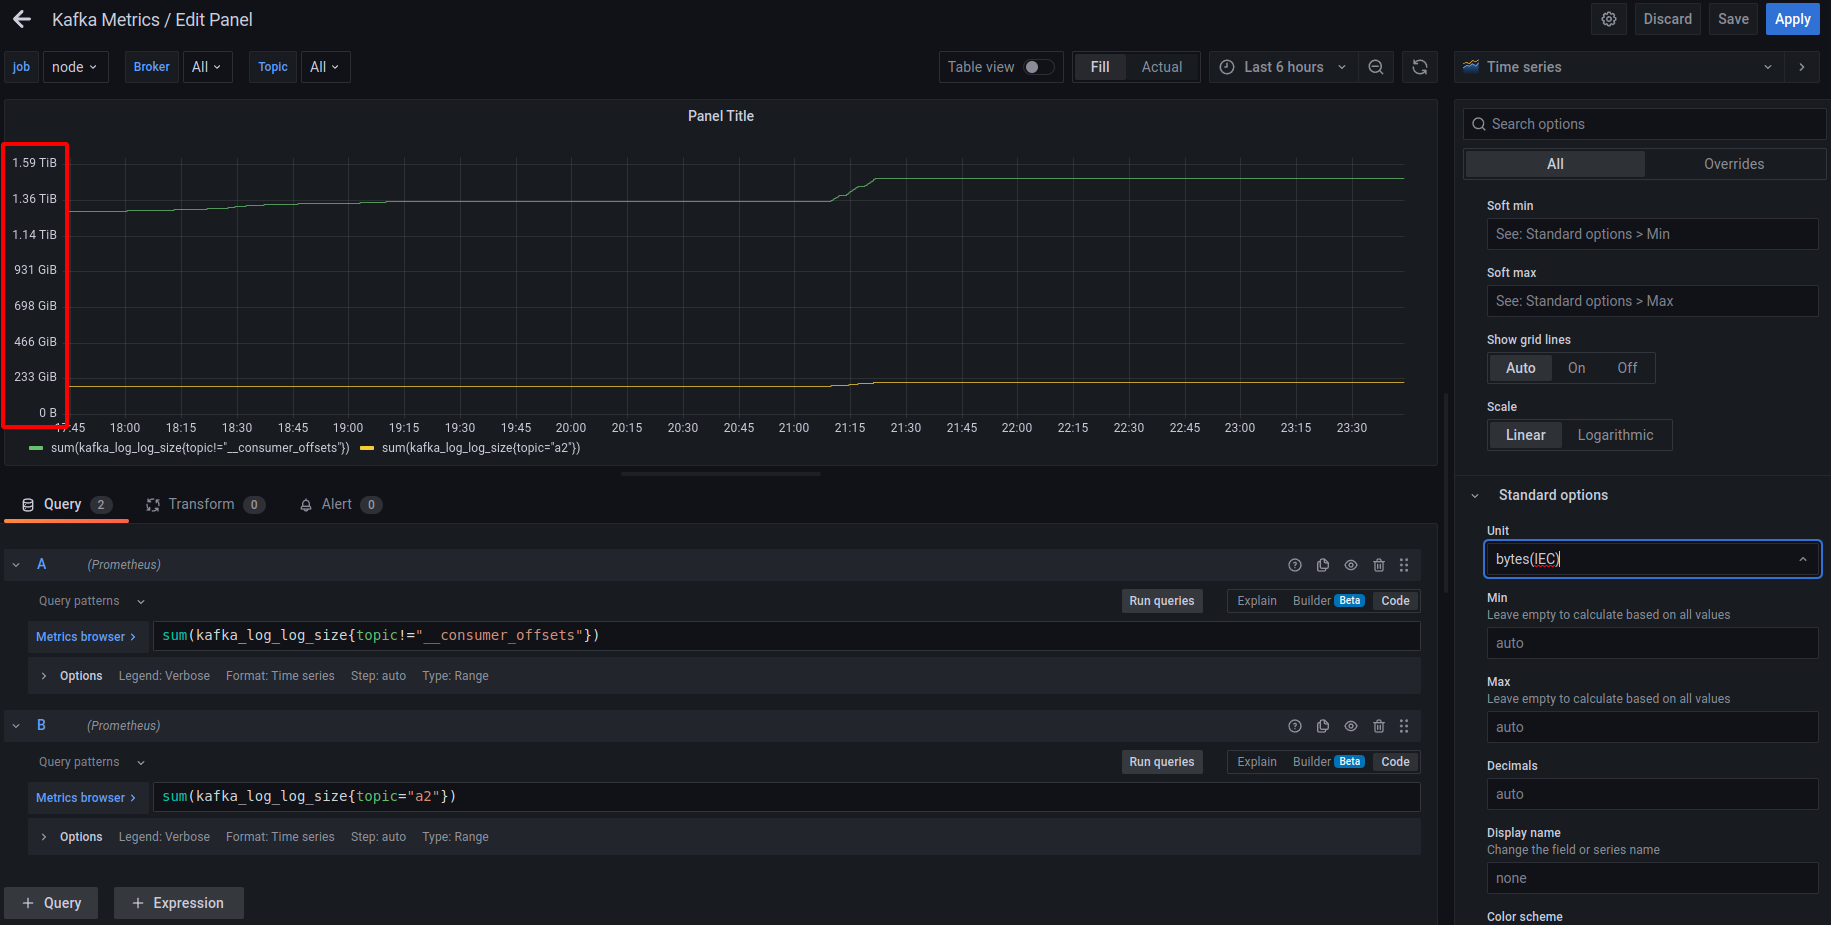 Kafka Metrics / Edit Panel
Discard
Save
Apply
job
node
Broker
All
Topic
All
Table view
Fill
Actual
Last 6 hours
Time series
Panel Title
1.59 TiB
1.36 TiB
1.14 TiB
931 GiB
698 GiB
466 GiB
233 GiB
0 B
17:45 18:00 18:15 18:30 18:45 19:00 19:15 19:30 19:45 20:00 20:15 20:30 20:45 21:00 21:15 21:30 21:45 22:00 22:15 22:30 22:45 23:00 23:15 23:30
sum(kafka_log_log_size{topic!="__consumer_offsets"}) sum(kafka_log_log_size{topic="a2"})
Query 2
Transform 0
Alert 0
A (Prometheus)
Query patterns
Run queries
Explain Builder Beta Code
Metrics browser >
sum(kafka_log_log_size{topic!="__consumer_offsets"})
> Options Legend: Verbose Format: Time series Step: auto Type: Range
B (Prometheus)
Query patterns
Run queries
Explain Builder Beta Code
Metrics browser >
sum(kafka_log_log_size{topic="a2"})
> Options Legend: Verbose Format: Time series Step: auto Type: Range
+ Query
+ Expression
Search options
All
Overrides
Soft min
See: Standard options > Min
Soft max
See: Standard options > Max
Show grid lines
Auto On Off
Scale
Linear Logarithmic
Standard options
Unit
bytes(IEC)
Min
Leave empty to calculate based on all values
auto
Max
Leave empty to calculate based on all values
auto
Decimals
auto
Display name
Change the field or series name
none
Color scheme